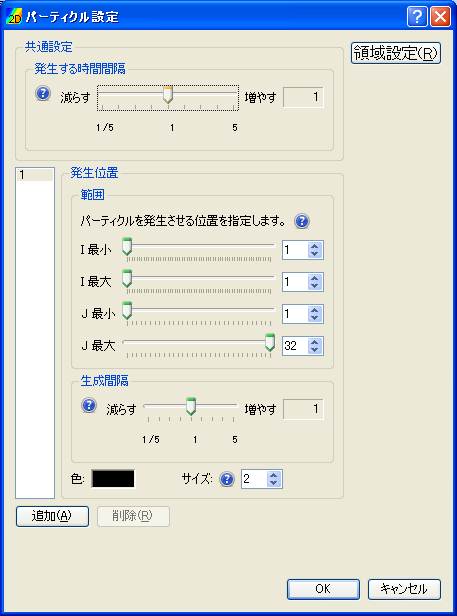 2D パーティクル設定
共通設定
領域設定(R)
発生する時間間隔
減らす 増やす 1
1/5 1 5
1
発生位置
範囲
パーティクルを発生させる位置を指定します。
I 最小 1
I 最大 1
J 最小 1
J 最大 32
生成間隔
減らす 増やす 1
1/5 1 5
色: サイズ: 2
追加(A) 削除(R)
OK キャンセル